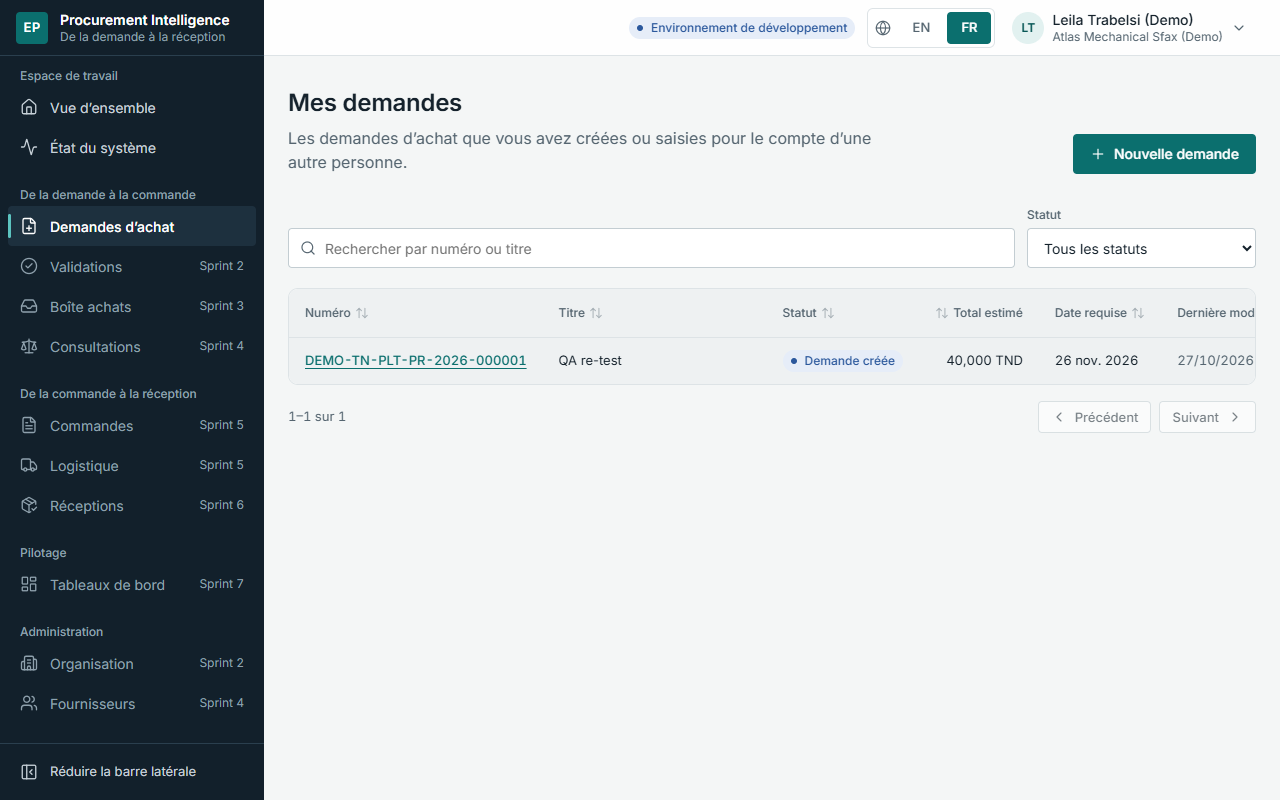 EP
Procurement Intelligence
De la demande à la réception
Environnement de développement
EN
FR
LT
Leila Trabelsi (Demo)
Atlas Mechanical Sfax (Demo)
Espace de travail
Vue d’ensemble
État du système
De la demande à la commande
Demandes d’achat
Validations
Sprint 2
Boîte achats
Sprint 3
Consultations
Sprint 4
De la commande à la réception
Commandes
Sprint 5
Logistique
Sprint 5
Réceptions
Sprint 6
Pilotage
Tableaux de bord
Sprint 7
Administration
Organisation
Sprint 2
Fournisseurs
Sprint 4
Réduire la barre latérale
Mes demandes
Les demandes d’achat que vous avez créées ou saisies pour le compte d’une
autre personne.
Nouvelle demande
Rechercher par numéro ou titre
Statut
Tous les statuts
Numéro
Titre
Statut
Total estimé
Date requise
Dernière mod
DEMO-TN-PLT-PR-2026-000001
QA re-test
Demande créée
40,000 TND
26 nov. 2026
27/10/2026
1–1 sur 1
Précédent
Suivant